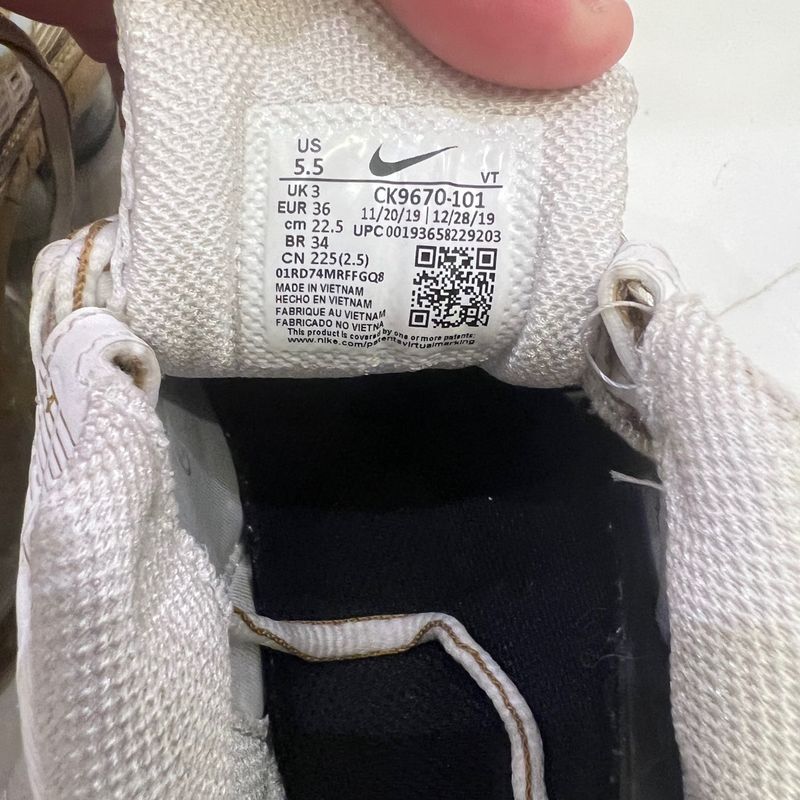 US
5.5
VT
UK 3
EUR 36
cm 22.5
BR 34
CN 225(2.5)
CK9670-101
11/20/19 | 12/28/19
UPC 00193658229203
01RD74MRFFGQ8
MADE IN VIETNAM
HECHO EN VIETNAM
FABRIQUE AU VIETNAM
FABRICADO NO VIETNA
This product is covered by one or more patents:
www.nike.com/patentsvirtualmarking